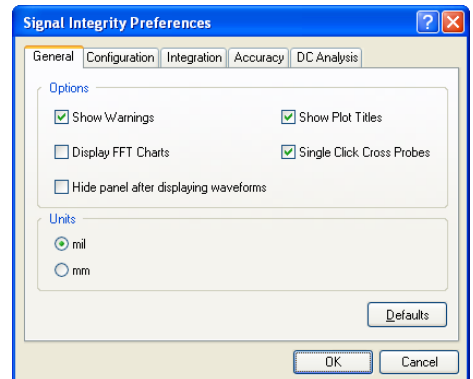 Signal Integrity Preferences
General Configuration Integration Accuracy DC Analysis
Options
Show Warnings Show Plot Titles
Display FFT Charts Single Click Cross Probes
Hide panel after displaying waveforms
Units
mil
mm
Defaults
OK Cancel